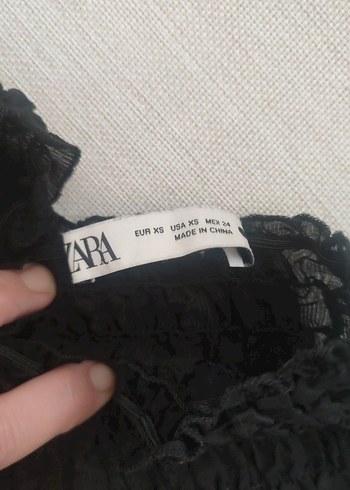 ZARA
EUR XS USA XS MEX 24
MADE IN CHINA